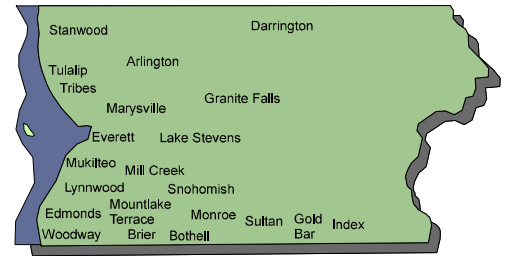 Darrington
Stanwood
Arlington
Tulalip
Tribes
Granite Falls
Marysville
Everett
Lake Stevens
Mukilteo
Mill Creek
Lynnwood
Snohomish
Mountlake
Terrace
Edmonds
Monroe
Sultan
Gold
Bar
Index
Woodway
Brier
Bothell